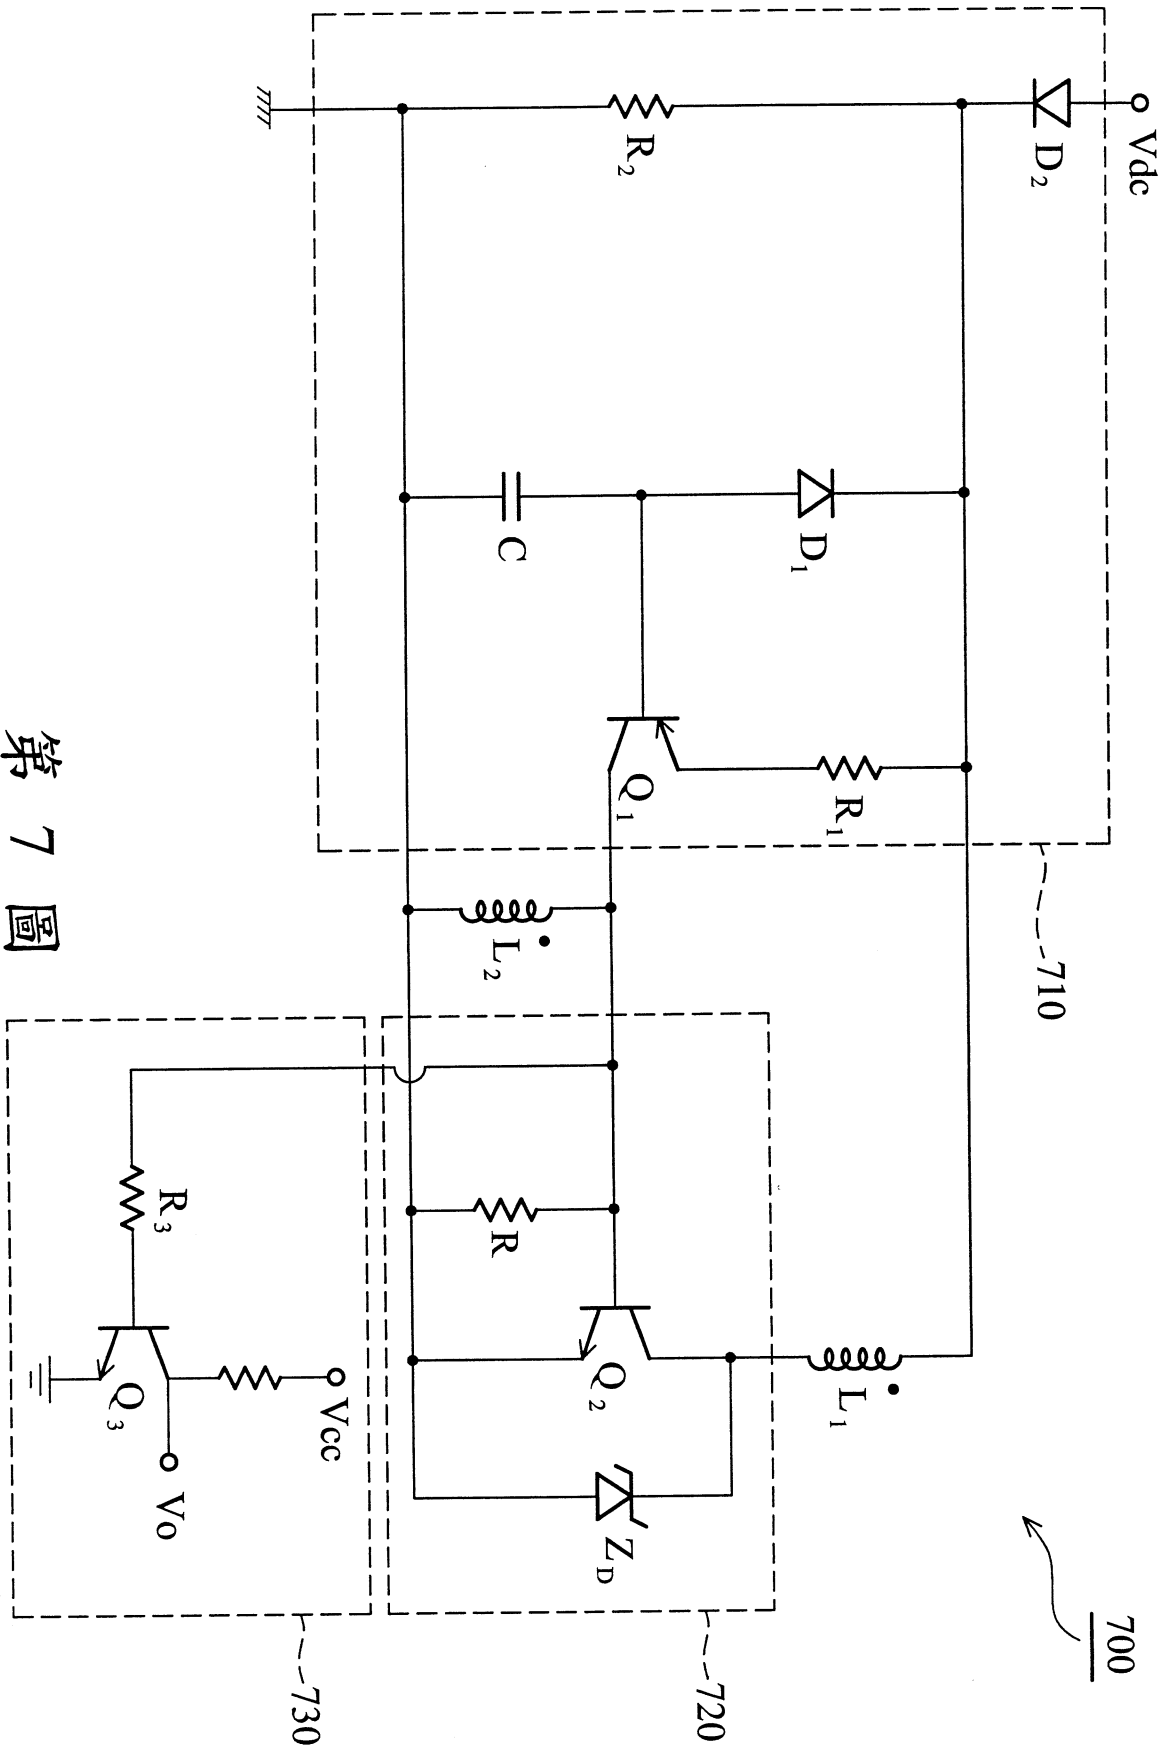 700
Vdc
D₂
710
R₁
L₁
D₁
R₂
Q₁
720
Z_D
Q₂
C
L₂
R
730
Vcc
R₃
Vo
Q₃
第 7 圖